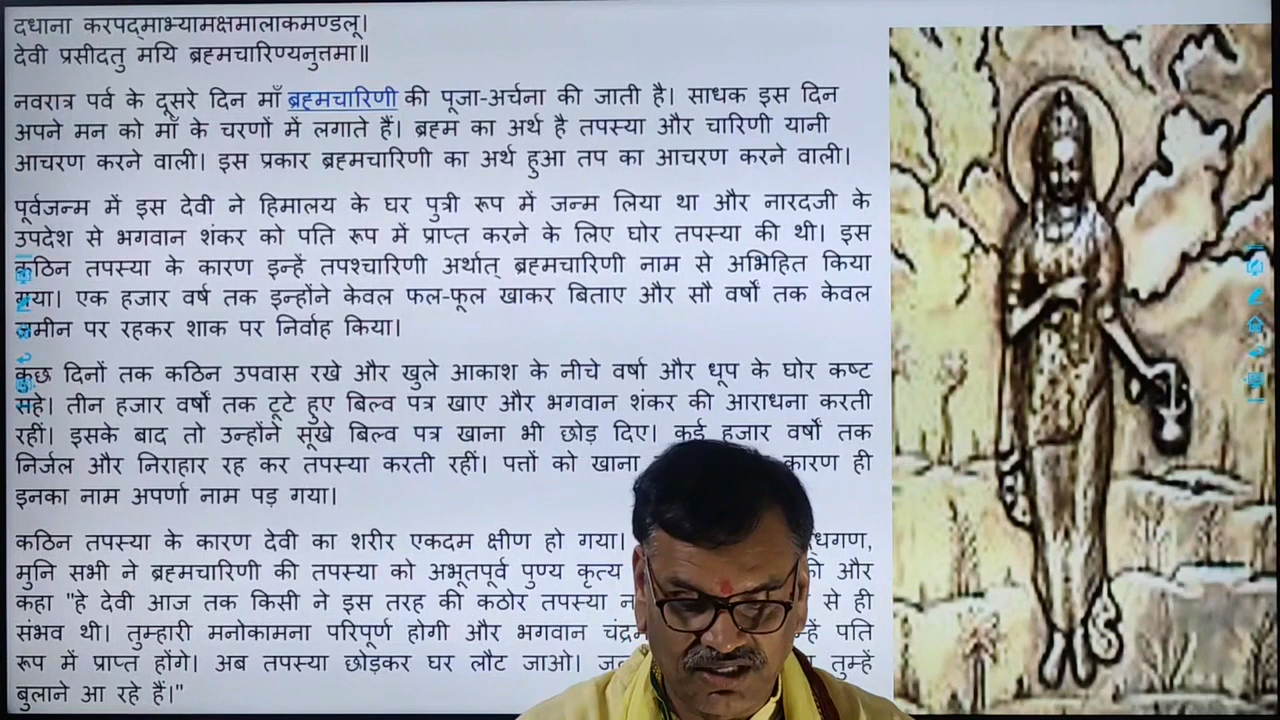 दधाना करपद्माभ्यामक्षमालाकमण्डलू।
देवी प्रसीदतु मयि ब्रह्मचारिण्यनुत्तमा॥
नवरात्र पर्व के दूसरे दिन माँ ब्रह्मचारिणी की पूजा-अर्चना की जाती है। साधक इस दिन
अपने मन को माँ के चरणों में लगाते हैं। ब्रह्म का अर्थ है तपस्या और चारिणी यानी
आचरण करने वाली। इस प्रकार ब्रह्मचारिणी का अर्थ हुआ तप का आचरण करने वाली।
पूर्वजन्म में इस देवी ने हिमालय के घर पुत्री रूप में जन्म लिया था और नारदजी के
उपदेश से भगवान शंकर को पति रूप में प्राप्त करने के लिए घोर तपस्या की थी। इस
कठिन तपस्या के कारण इन्हें तपश्चारिणी अर्थात् ब्रह्मचारिणी नाम से अभिहित किया
गया। एक हजार वर्ष तक इन्होंने केवल फल-फूल खाकर बिताए और सौ वर्षों तक केवल
जमीन पर रहकर शाक पर निर्वाह किया।
कुछ दिनों तक कठिन उपवास रखे और खुले आकाश के नीचे वर्षा और धूप के घोर कष्ट
सहे। तीन हजार वर्षों तक टूटे हुए बिल्व पत्र खाए और भगवान शंकर की आराधना करती
रहीं। इसके बाद तो उन्होंने सूखे बिल्व पत्र खाना भी छोड़ दिए। कई हजार वर्षों तक
निर्जल और निराहार रह कर तपस्या करती रहीं। पत्तों को खाना कारण ही
इनका नाम अपर्णा नाम पड़ गया।
कठिन तपस्या के कारण देवी का शरीर एकदम क्षीण हो गया।
मुनि सभी ने ब्रह्मचारिणी की तपस्या को अभूतपूर्व पुण्य कृत्य और
कहा "हे देवी आज तक किसी ने इस तरह की कठोर तपस्या से ही
संभव थी। तुम्हारी मनोकामना परिपूर्ण होगी और भगवान पति
रूप में प्राप्त होंगे। अब तपस्या छोड़कर घर लौट जाओ। तुम्हें
बुलाने आ रहे हैं।"